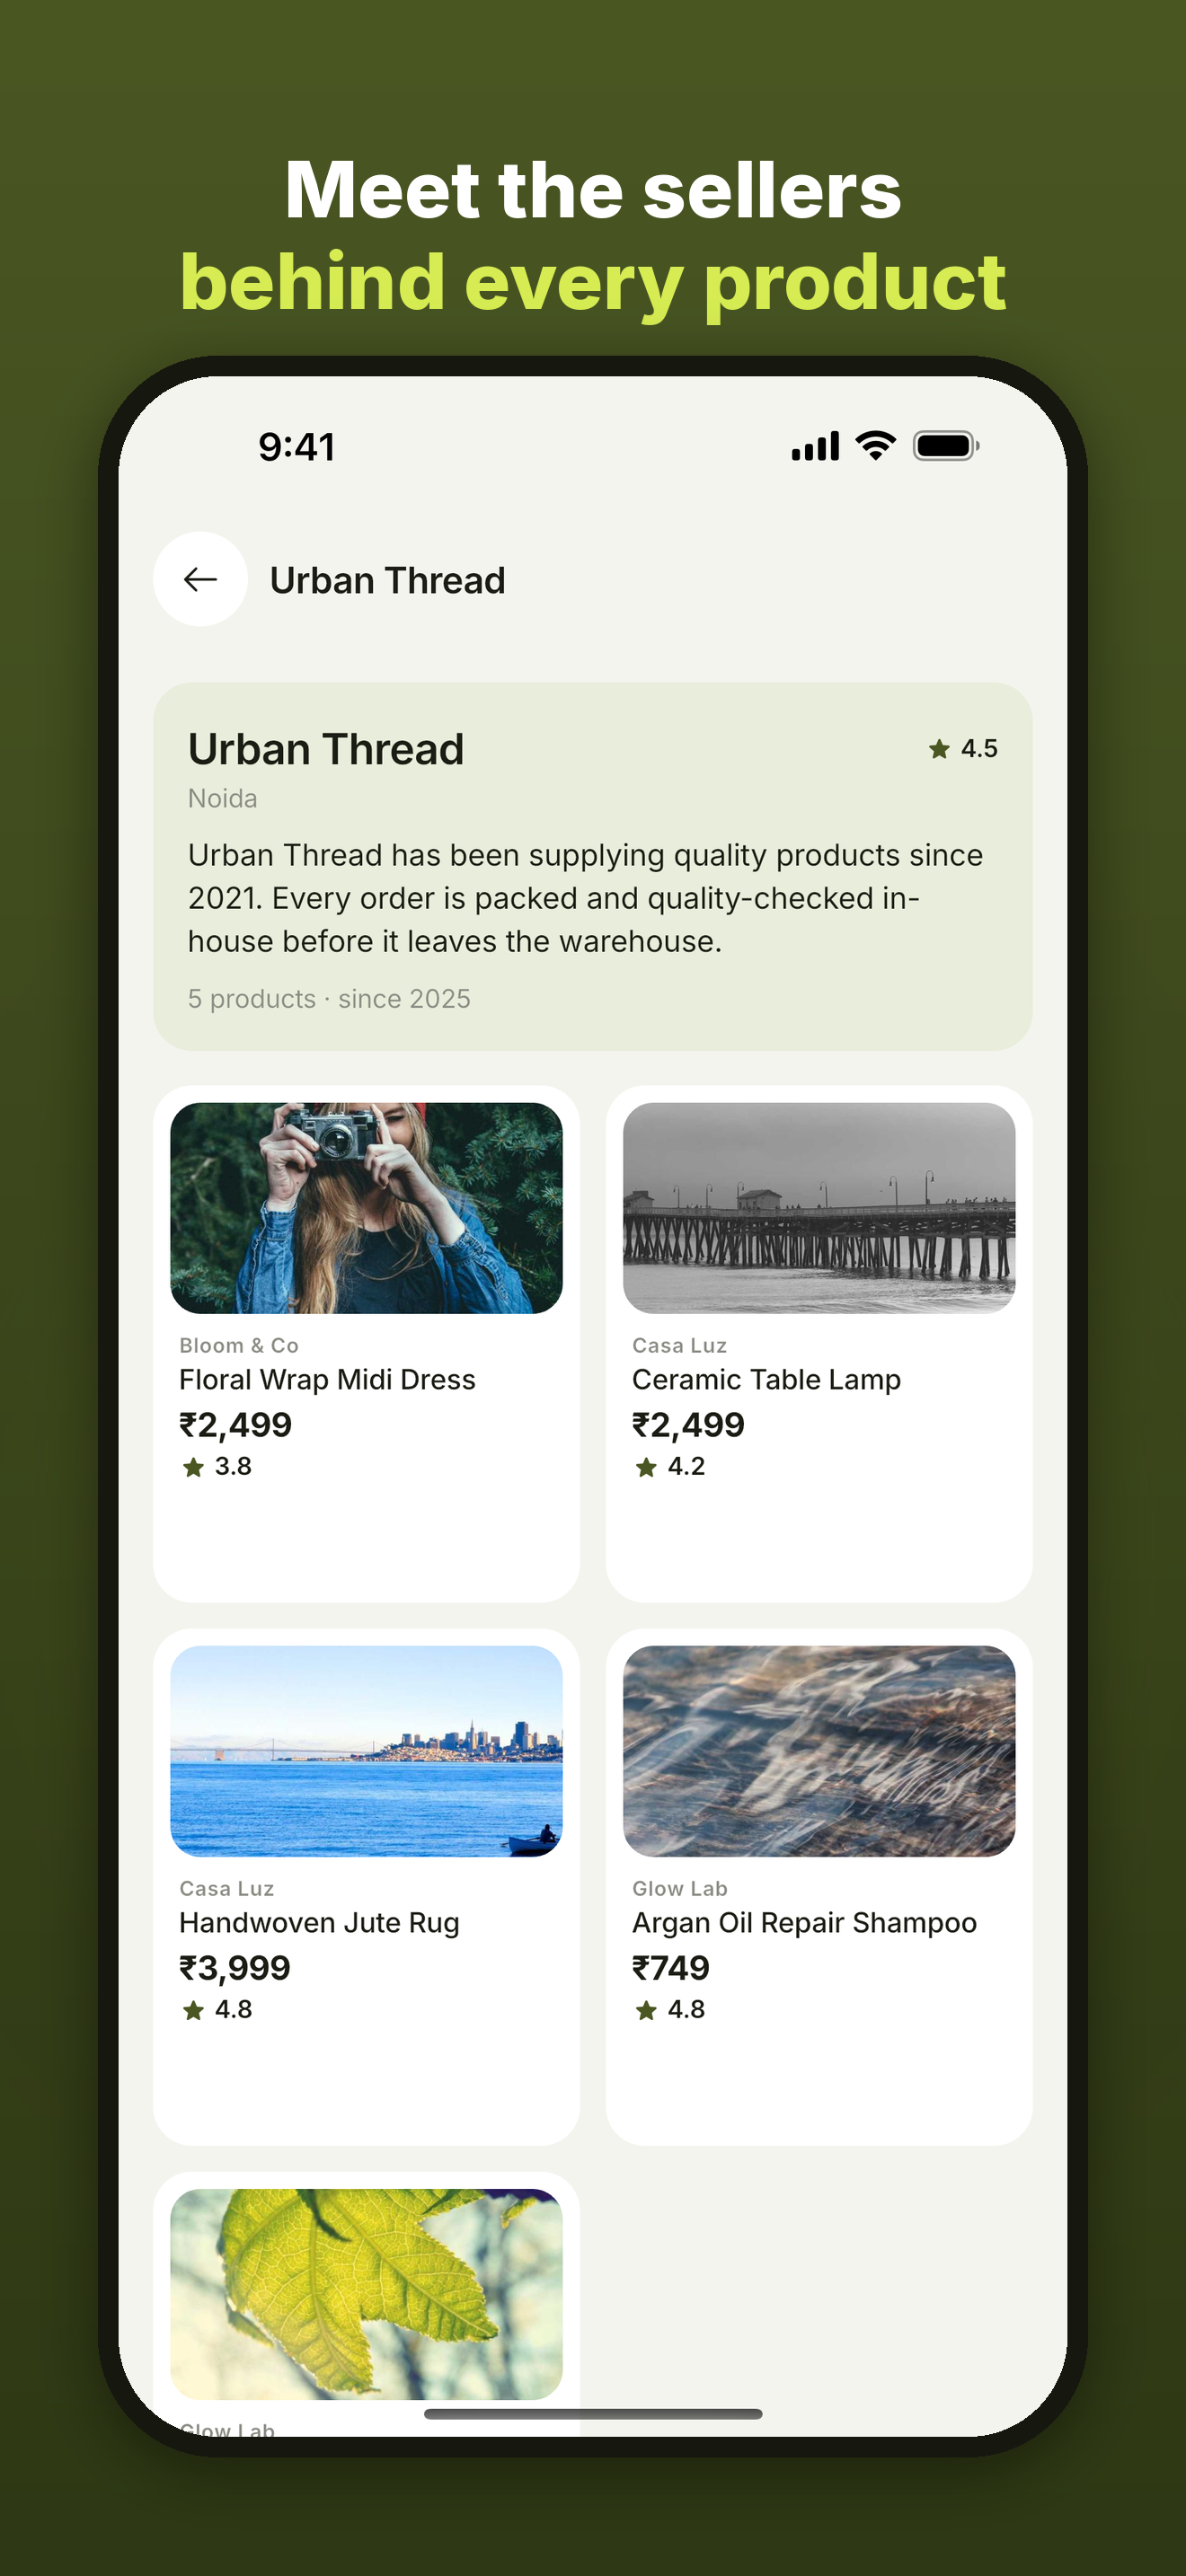 Meet the sellers
behind every product
9:41
Urban Thread
Urban Thread
4.5
Noida
Urban Thread has been supplying quality products since
2021. Every order is packed and quality-checked in-
house before it leaves the warehouse.
5 products · since 2025
Bloom & Co
Floral Wrap Midi Dress
₹2,499
3.8
Casa Luz
Ceramic Table Lamp
₹2,499
4.2
Casa Luz
Handwoven Jute Rug
₹3,999
4.8
Glow Lab
Argan Oil Repair Shampoo
₹749
4.8
Glow Lab